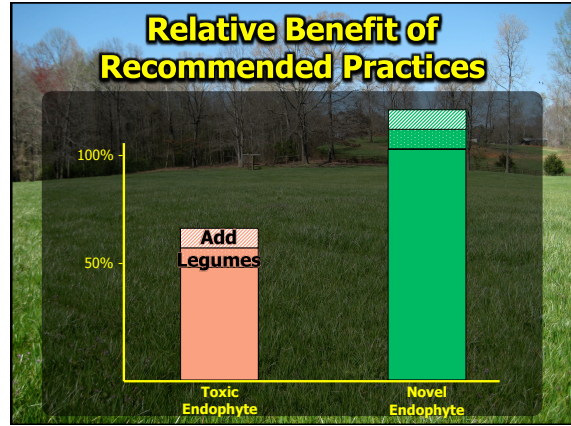 Relative Benefit of
Recommended Practices
100%
50%
Add
Legumes
Toxic
Endophyte
Novel
Endophyte